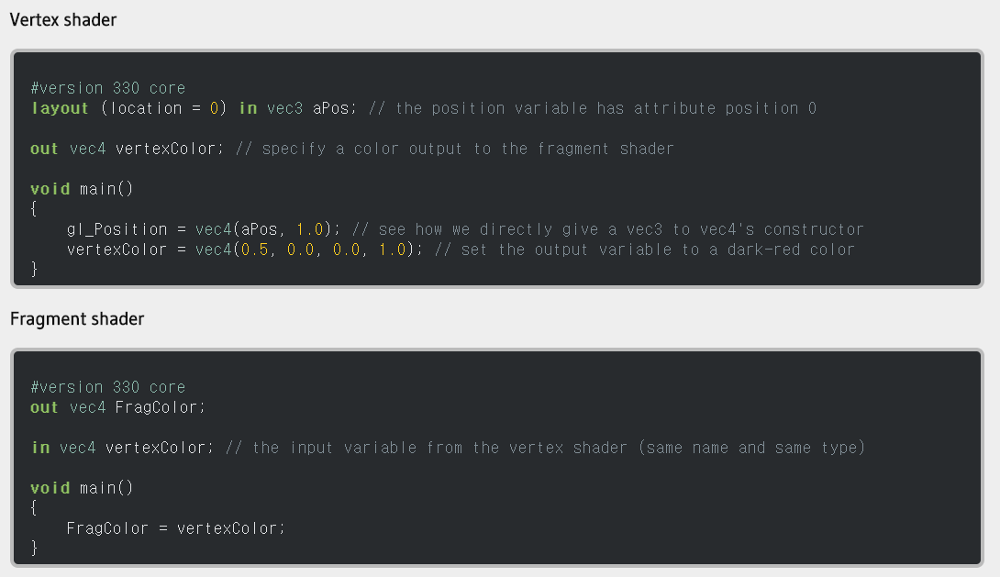 Vertex shader
#version 330 core
layout (location = 0) in vec3 aPos; // the position variable has attribute position 0
out vec4 vertexColor; // specify a color output to the fragment shader
void main()
{
    gl_Position = vec4(aPos, 1.0); // see how we directly give a vec3 to vec4's constructor
    vertexColor = vec4(0.5, 0.0, 0.0, 1.0); // set the output variable to a dark-red color
}
Fragment shader
#version 330 core
out vec4 FragColor;
in vec4 vertexColor; // the input variable from the vertex shader (same name and same type)
void main()
{
    FragColor = vertexColor;
}